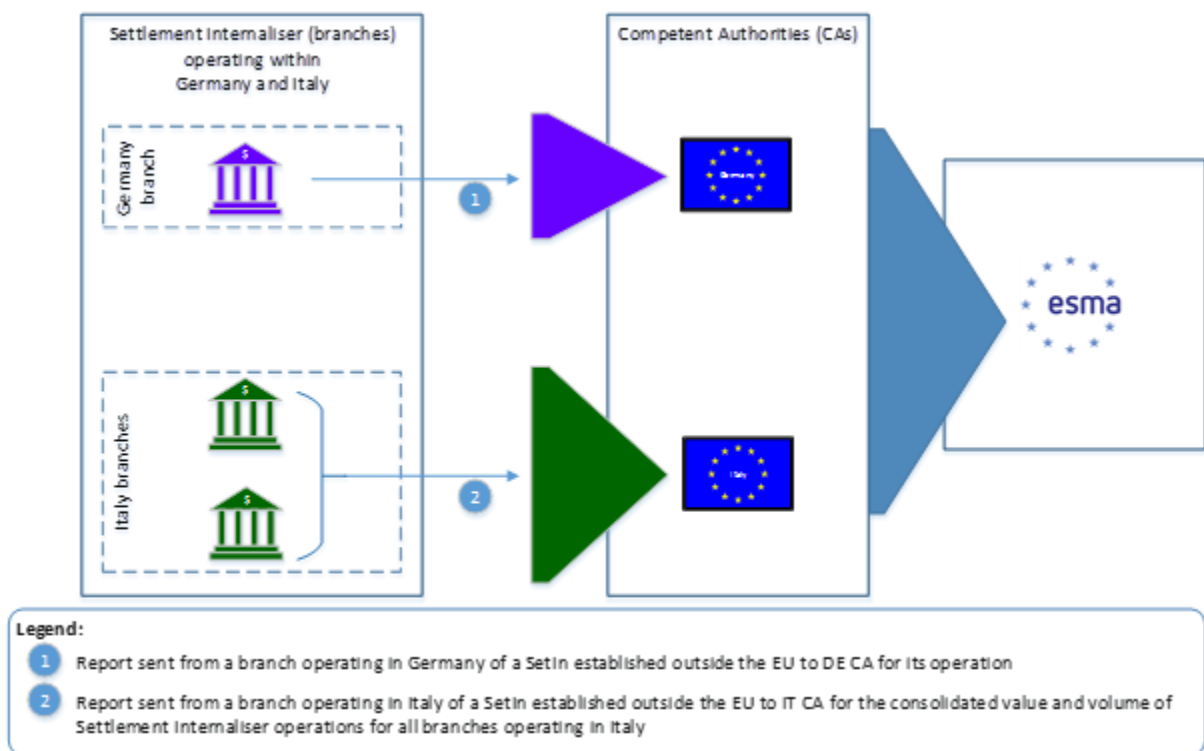 Settlement Internaliser (branches)
operating within
Germany and Italy
Competent Authorities (CAs)
Germany
branch
$
1
Germany
esma
Italy branches
$
$
2
Italy
Legend:
1 Report sent from a branch operating in Germany of a SetIn established outside the EU to DE CA for its operation
2 Report sent from a branch operating in Italy of a SetIn established outside the EU to IT CA for the consolidated value and volume of
Settlement Internaliser operations for all branches operating in Italy